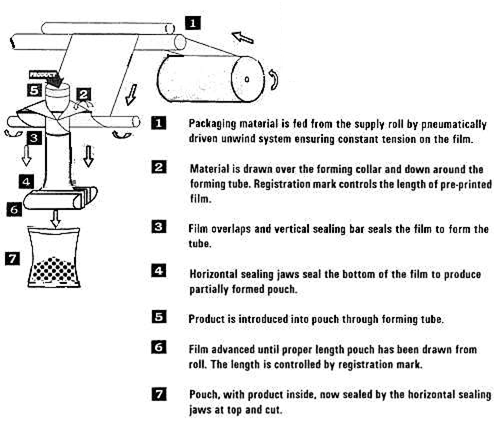 1
PRODUCT
5
2
3
4
6
7
1 Packaging material is fed from the supply roll by pneumatically
driven unwind system ensuring constant tension on the film.
2 Material is drawn over the forming collar and down around the
forming tube. Registration mark controls the length of pre-printed
film.
3 Film overlaps and vertical sealing bar seals the film to form the
tube.
4 Horizontal sealing jaws seal the bottom of the film to produce
partially formed pouch.
5 Product is introduced into pouch through forming tube.
6 Film advanced until proper length pouch has been drawn from
roll. The length is controlled by registration mark.
7 Pouch, with product inside, now sealed by the horizontal sealing
jaws at top and cut.